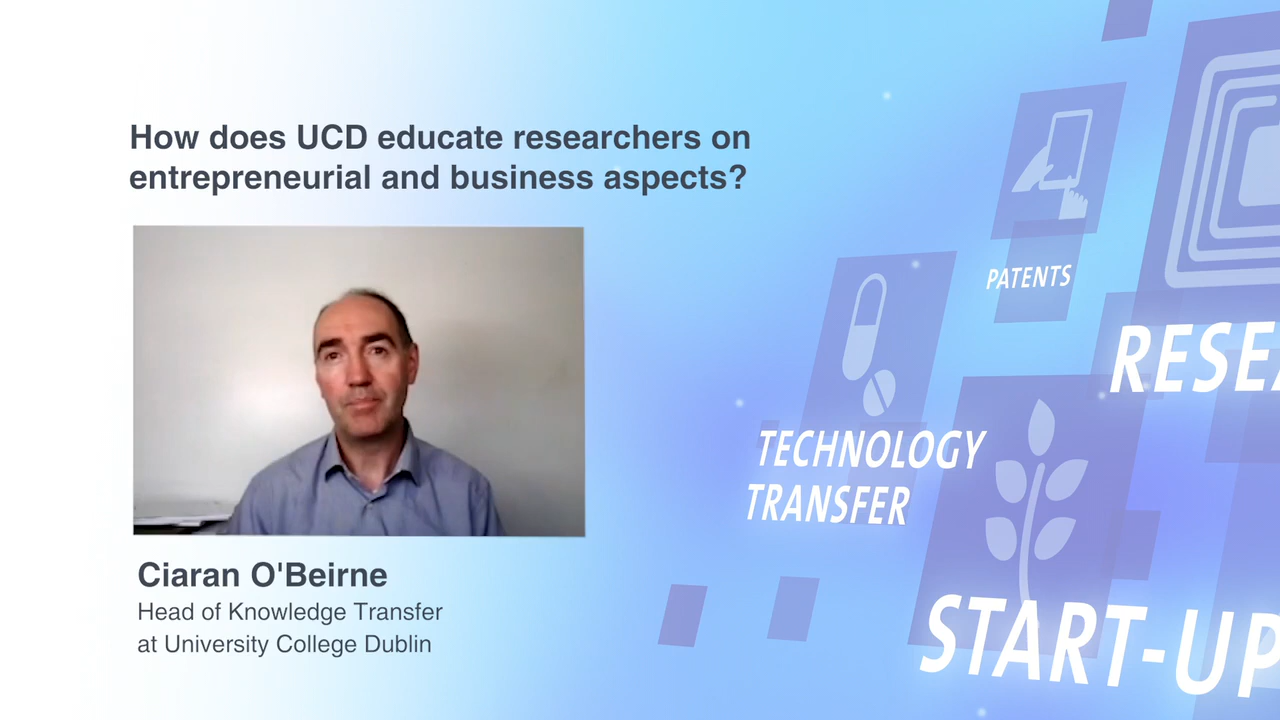 How does UCD educate researchers on
entrepreneurial and business aspects?
PATENTS
RESEA
TECHNOLOGY
TRANSFER
START-UP
Ciaran O'Beirne
Head of Knowledge Transfer
at University College Dublin